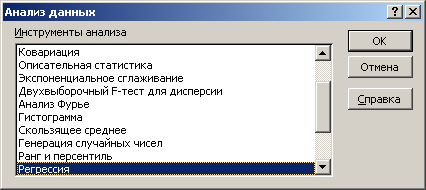 Анализ данных
Инструменты анализа
Ковариация
Описательная статистика
Экспоненциальное сглаживание
Двухвыборочный F-тест для дисперсии
Анализ Фурье
Гистограмма
Скользящее среднее
Генерация случайных чисел
Ранг и персентиль
Регрессия
OK
Отмена
Справка